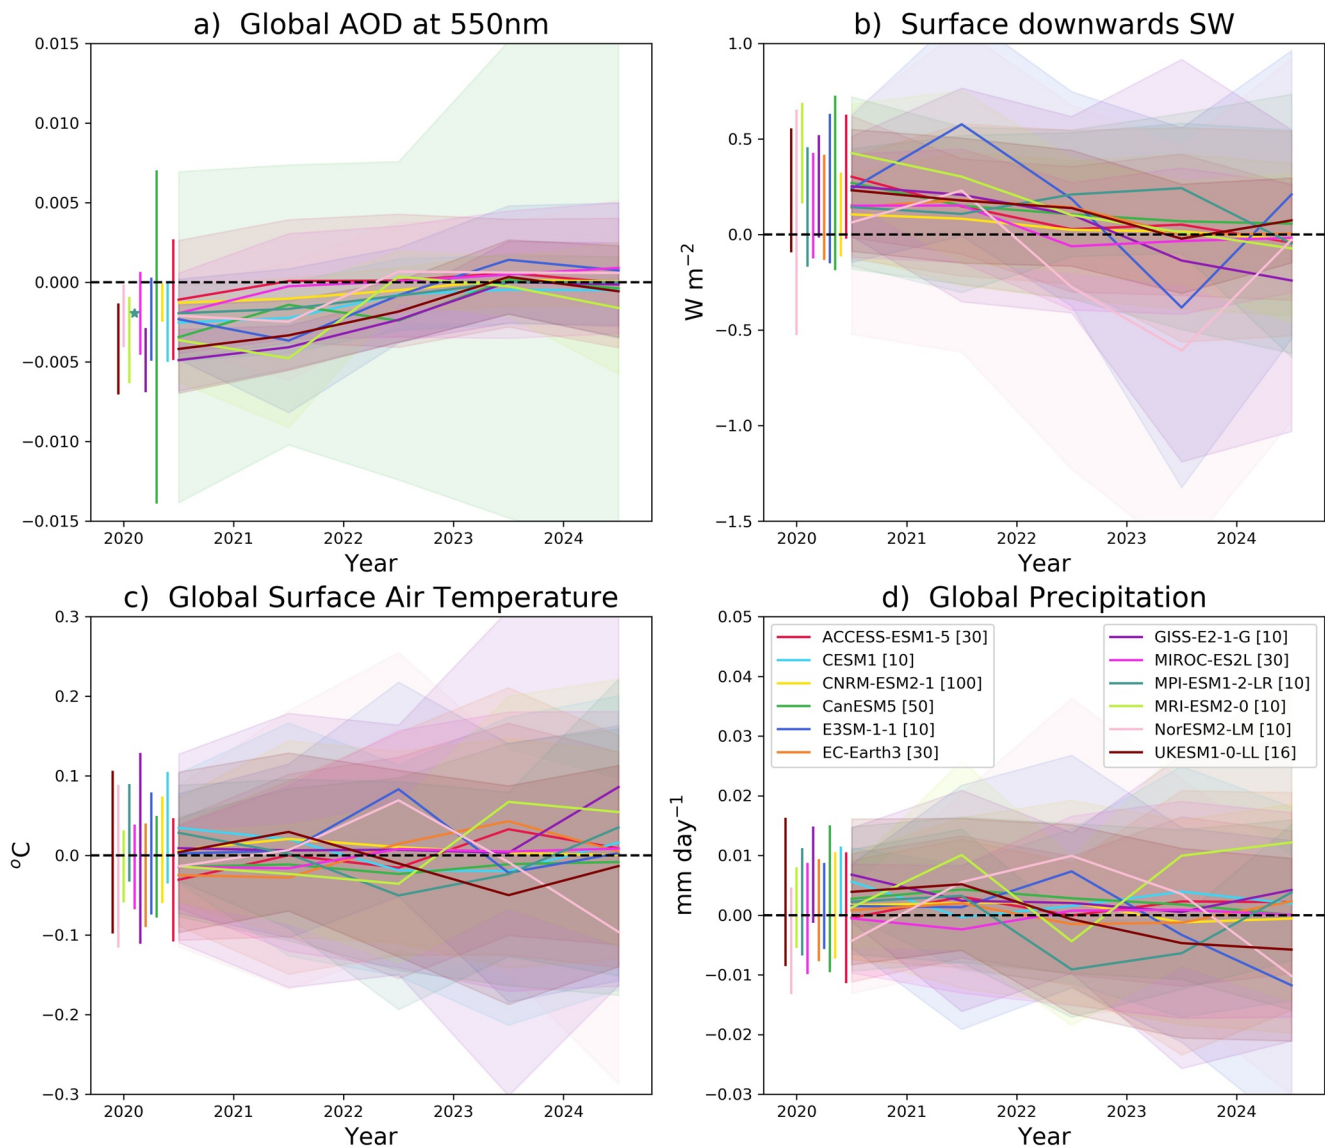 a)  Global AOD at 550nm
0.015
0.010
0.005
0.000
−0.005
−0.010
−0.015
2020 2021 2022 2023 2024
Year
b)  Surface downwards SW
W m−2
1.0
0.5
0.0
−0.5
−1.0
−1.5
2020 2021 2022 2023 2024
Year
c)  Global Surface Air Temperature
oC
0.3
0.2
0.1
0.0
−0.1
−0.2
−0.3
2020 2021 2022 2023 2024
Year
d)  Global Precipitation
mm day−1
0.05
0.04
0.03
0.02
0.01
0.00
−0.01
−0.02
−0.03
ACCESS-ESM1-5 [30]
CESM1 [10]
CNRM-ESM2-1 [100]
CanESM5 [50]
E3SM-1-1 [10]
EC-Earth3 [30]
GISS-E2-1-G [10]
MIROC-ES2L [30]
MPI-ESM1-2-LR [10]
MRI-ESM2-0 [10]
NorESM2-LM [10]
UKESM1-0-LL [16]
2020 2021 2022 2023 2024
Year